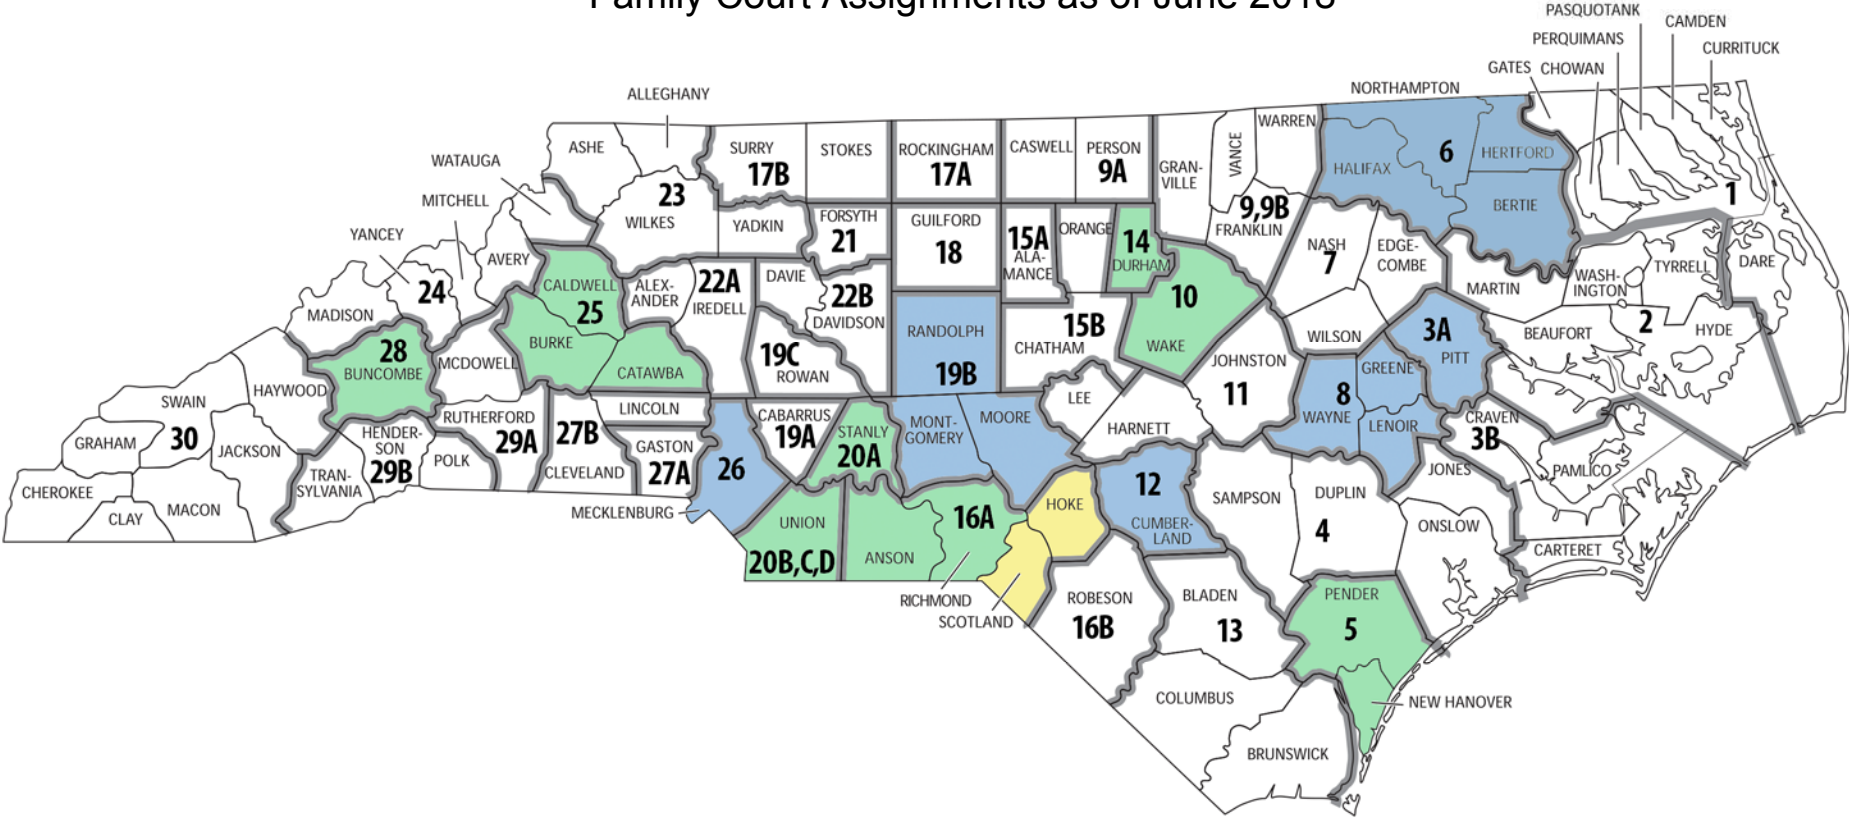 Family Court Assignments as of June 2018
PASQUOTANK
CAMDEN
PERQUIMANS
CURRITUCK
GATES
CHOWAN
NORTHAMPTON
ALLEGHANY
WARREN
ASHE
SURRY
17B
STOKES
ROCKINGHAM
17A
CASWELL
PERSON
9A
GRAN-
VILLE
VANCE
HALIFAX
6
HERTFORD
BERTIE
1
WATAUGA
MITCHELL
YANCEY
23
WILKES
YADKIN
FORSYTH
21
GUILFORD
18
15A
ALA-
MANCE
ORANGE
14
DURHAM
9,9B
FRANKLIN
NASH
7
EDGE-
COMBE
MARTIN
WASH-
INGTON
TYRRELL
DARE
AVERY
24
MADISON
CALDWELL
25
BURKE
CATAWBA
ALEX-
ANDER
22A
IREDELL
DAVIE
22B
DAVIDSON
19C
ROWAN
RANDOLPH
19B
15B
CHATHAM
10
WAKE
JOHNSTON
11
WILSON
3A
PITT
GREENE
BEAUFORT
2
HYDE
28
BUNCOMBE
MCDOWELL
HAYWOOD
SWAIN
30
GRAHAM
JACKSON
CHEROKEE
CLAY
MACON
TRAN-
SYLVANIA
HENDER-
SON
29B
POLK
RUTHERFORD
29A
27B
CLEVELAND
LINCOLN
GASTON
27A
26
MECKLENBURG
CABARRUS
19A
STANLY
20A
MONT-
GOMERY
MOORE
LEE
HARNETT
8
WAYNE
LENOIR
CRAVEN
3B
JONES
PAMLICO
UNION
20B,C,D
ANSON
16A
RICHMOND
SCOTLAND
HOKE
12
CUMBER-
LAND
SAMPSON
DUPLIN
4
ONSLOW
CARTERET
ROBESON
16B
BLADEN
13
PENDER
5
COLUMBUS
NEW HANOVER
BRUNSWICK